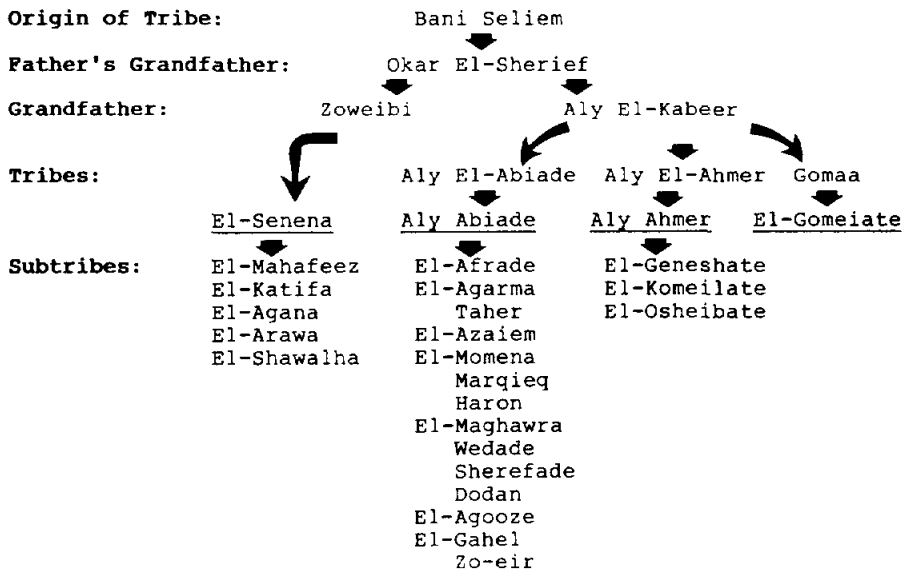 Origin of Tribe: Bani Seliem
Father's Grandfather: Okar El-Sherief
Grandfather: Zoweibi Aly El-Kabeer
Tribes: Aly El-Abiade Aly El-Ahmer Gomaa
El-Senena Aly Abiade Aly Ahmer El-Gomeiate
Subtribes: El-Mahafeez El-Afrade El-Geneshate
El-Katifa El-Agarma El-Komeilate
El-Agana Taher El-Osheibate
El-Arawa El-Azaiem
El-Shawalha El-Momena
Marqieq
Haron
El-Maghawra
Wedade
Sherefade
Dodan
El-Agooze
El-Gahel
Zo-eir